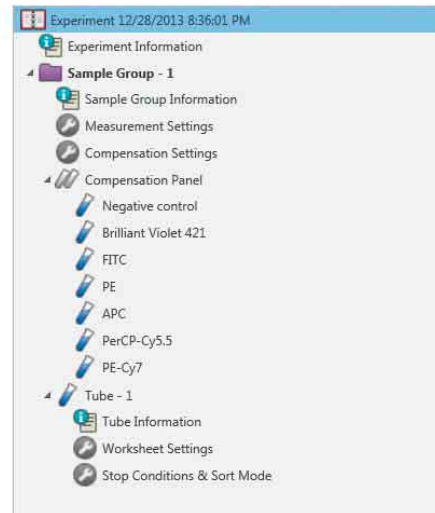 Experiment 12/28/2013 8:36:01 PM
Experiment Information
Sample Group - 1
Sample Group Information
Measurement Settings
Compensation Settings
Compensation Panel
Negative control
Brilliant Violet 421
FITC
PE
APC
PerCP-Cy5.5
PE-Cy7
Tube - 1
Tube Information
Worksheet Settings
Stop Conditions & Sort Mode